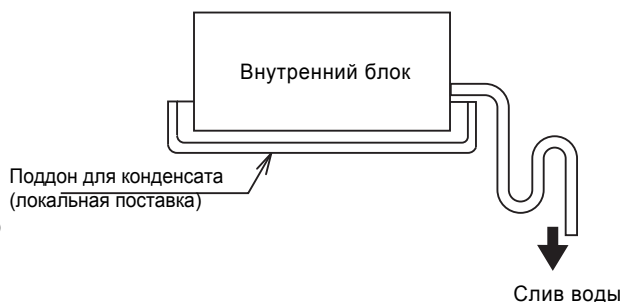 Внутренний блок
Поддон для конденсата
(локальная поставка)
Слив воды